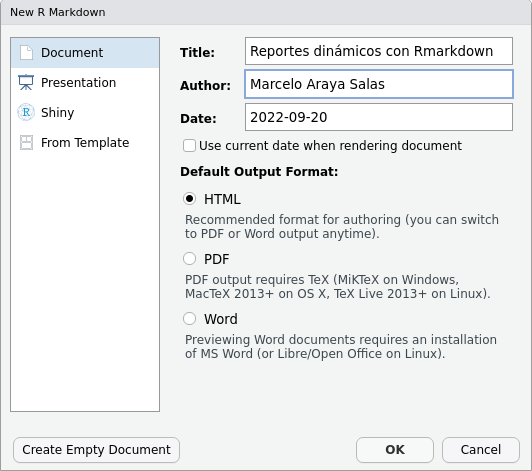 New R Markdown
Document
Presentation
Shiny
From Template
Title: Reportes dinámicos con Rmarkdown
Author: Marcelo Araya Salas
Date: 2022-09-20
Use current date when rendering document
Default Output Format:
HTML
Recommended format for authoring (you can switch
to PDF or Word output anytime).
PDF
PDF output requires TeX (MiKTeX on Windows,
MacTeX 2013+ on OS X, TeX Live 2013+ on Linux).
Word
Previewing Word documents requires an installation
of MS Word (or Libre/Open Office on Linux).
Create Empty Document OK Cancel